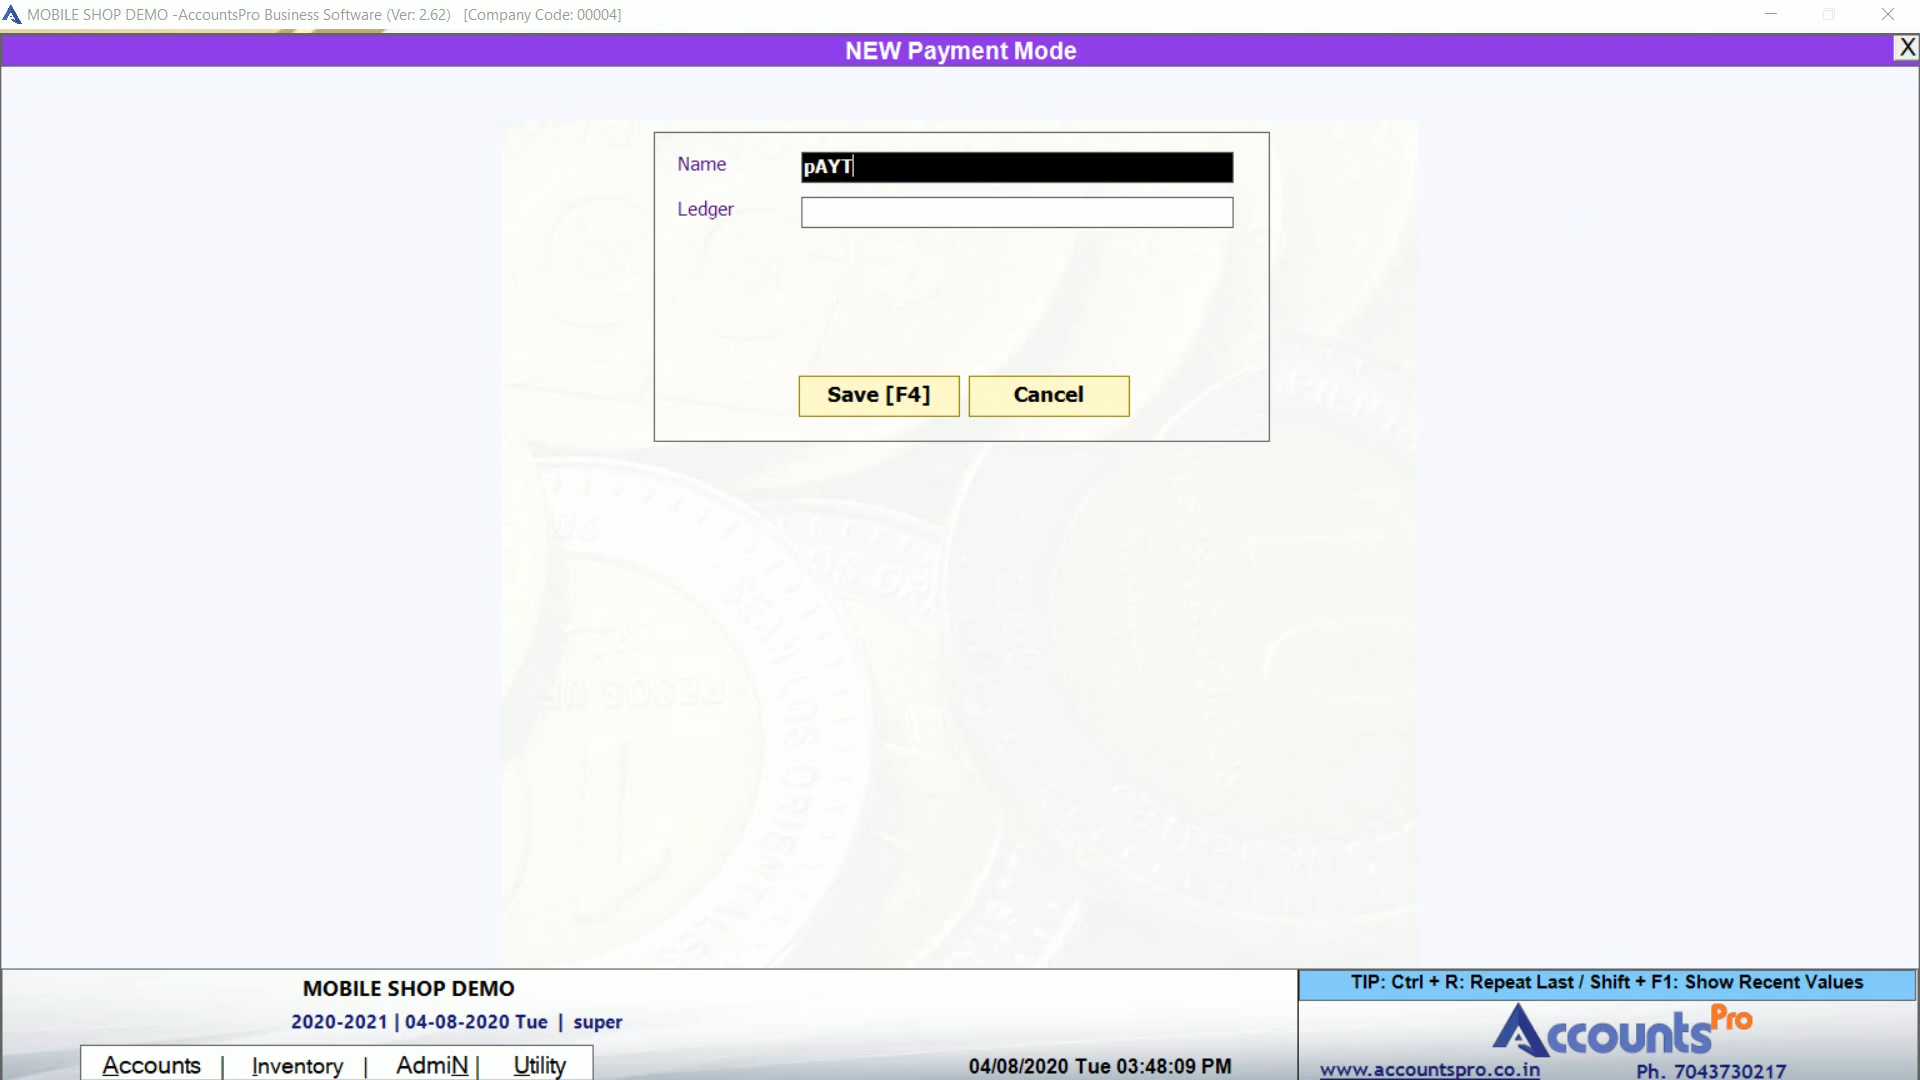 MOBILE SHOP DEMO -AccountsPro Business Software (Ver: 2.62) [Company Code: 00004]
NEW Payment Mode
X
Name
pAYT
Ledger
Save [F4]
Cancel
MOBILE SHOP DEMO
2020-2021 | 04-08-2020 Tue | super
Accounts | Inventory | AdmiN | Utility
04/08/2020 Tue 03:48:09 PM
TIP: Ctrl + R: Repeat Last / Shift + F1: Show Recent Values
AccountsPro
www.accountspro.co.in
Ph. 7043730217